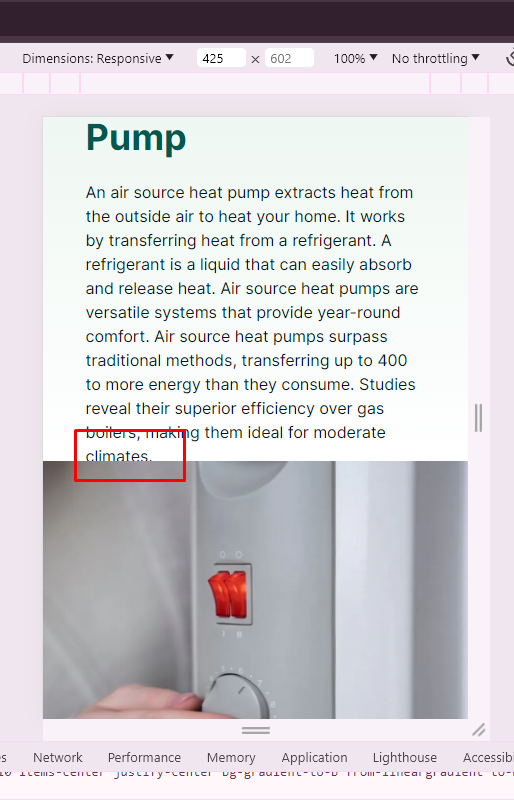 Dimensions: Responsive ▼ 425 × 602 100% ▼ No throttling ▼
Pump
An air source heat pump extracts heat from
the outside air to heat your home. It works
by transferring heat from a refrigerant. A
refrigerant is a liquid that can easily absorb
and release heat. Air source heat pumps are
versatile systems that provide year-round
comfort. Air source heat pumps surpass
traditional methods, transferring up to 400
to more energy than they consume. Studies
reveal their superior efficiency over gas
boilers, making them ideal for moderate
climates.
Network Performance Memory Application Lighthouse Accessibi
items-center justify-center bg-gradient-to-b from-lineargradient to-